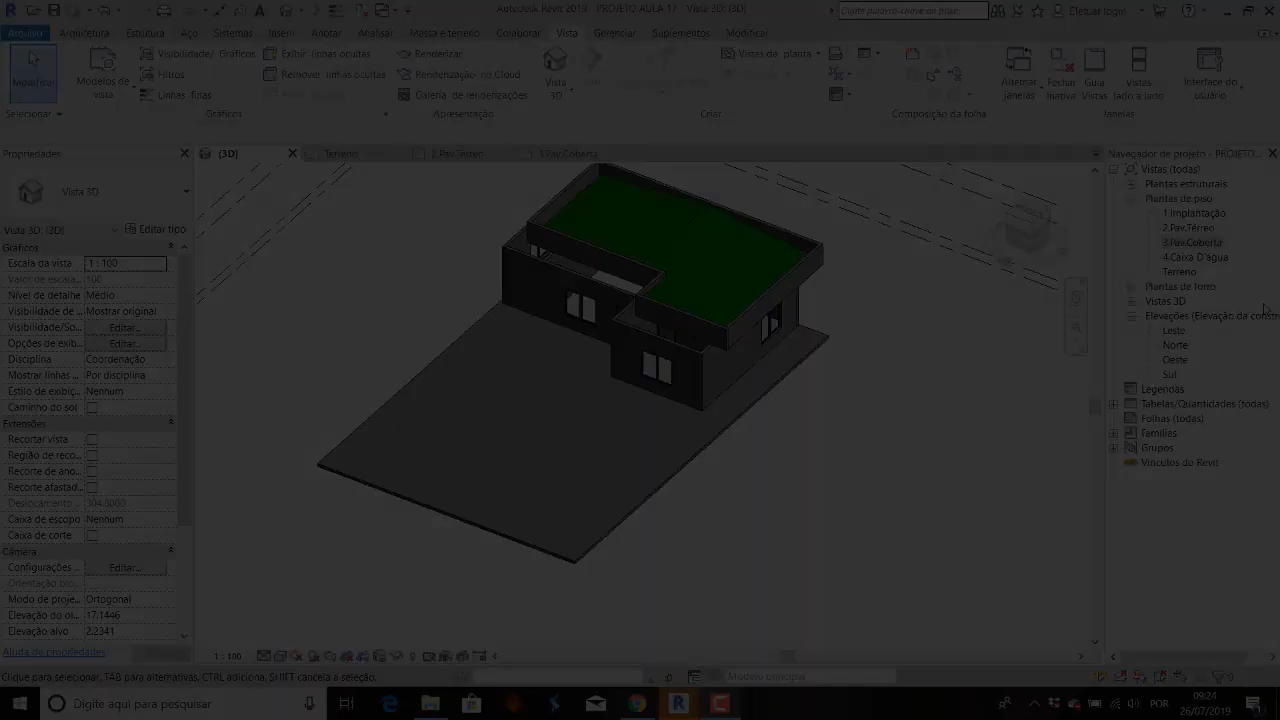 Autodesk Revit 2019 - PROJETO AULA 17 - Vista 3D: {3D}
Digite palavra-chave ou frase
Efetuar login
Arquivo Arquitetura Estrutura Aço Sistemas Inserir Anotar Analisar Massa e terreno Colaborar Vista Gerenciar Suplementos Modificar
Modificar
Selecionar
Modelos de vista
Visibilidade/ Gráficos
Filtros
Linhas finas
Exibir linhas ocultas
Remover linhas ocultas
Gráficos
Renderizar
Renderização no Cloud
Galeria de renderizações
Apresentação
Vista 3D
Vistas de planta
Criar
Composição da folha
Alternar janelas
Fechar Inativa
Guia Vistas
Vistas lado a lado
Janelas
Interface do usuário
Propriedades
Vista 3D
Vista 3D: {3D}
Editar tipo
Gráficos
Escala da vista 1 : 100
Valor de escala... 100
Nível de detalhe Médio
Visibilidade de ... Mostrar original
Visibilidade/So... Editar...
Opções de exib... Editar...
Disciplina Coordenação
Mostrar linhas ... Por disciplina
Estilo de exibiç... Nenhum
Caminho do sol
Extensões
Recortar vista
Região de reco...
Recorte de ano...
Recorte afastad...
Deslocamento ... 304.8000
Caixa de escopo Nenhum
Caixa de corte
Câmera
Configurações ... Editar...
Orientação blo...
Modo de proje... Ortogonal
Elevação do ol... 17.1446
Elevação alvo 2.2341
Ajuda de propriedades
{3D}
Terreno
2.Pav.Térreo
3.Pav.Coberta
1 : 100
Navegador de projeto - PROJETO...
Vistas (todas)
Plantas estruturais
Plantas de piso
1.Implantação
2.Pav.Térreo
3.Pav.Coberta
4.Caixa D'água
Terreno
Plantas de forro
Vistas 3D
Elevações (Elevação da constr
Leste
Norte
Oeste
Sul
Legendas
Tabelas/Quantidades (todas)
Folhas (todas)
Famílias
Grupos
Vínculos do Revit
Clique para selecionar, TAB para alternativas, CTRL adiciona, SHIFT cancela a seleção.
:0
Modelo principal
:0
Digite aqui para pesquisar
POR
09:24
26/07/2019